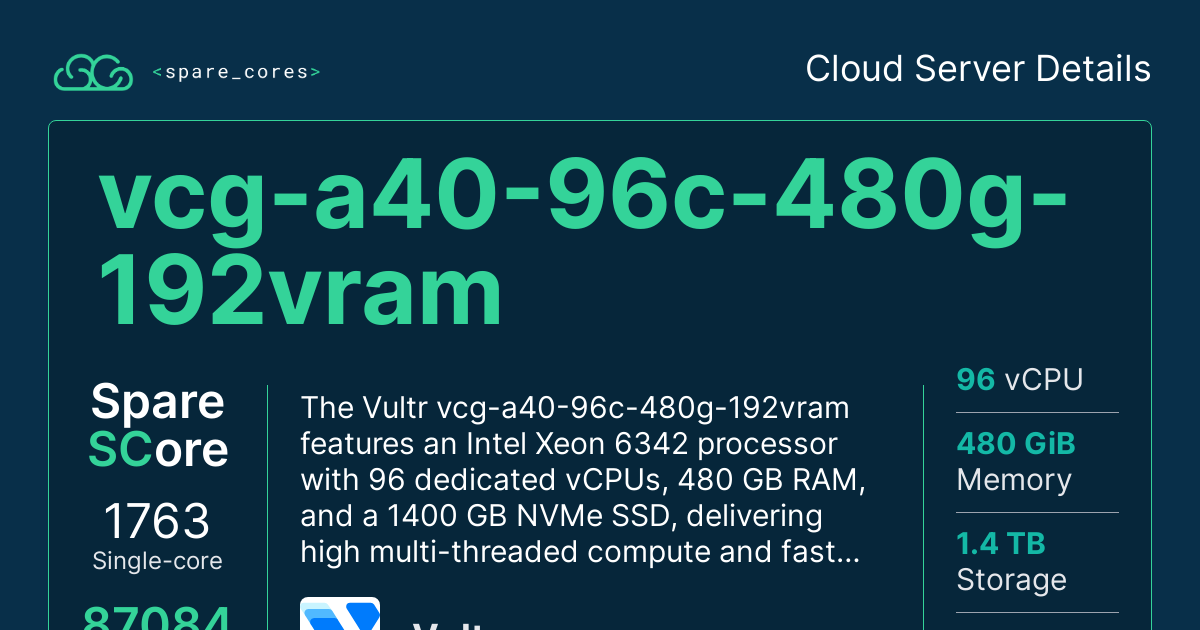 <spare_cores>
Cloud Server Details
vcg-a40-96c-480g-
192vram
Spare
SCore
1763
Single-core
87084
The Vultr vcg-a40-96c-480g-192vram
features an Intel Xeon 6342 processor
with 96 dedicated vCPUs, 480 GB RAM,
and a 1400 GB NVMe SSD, delivering
high multi-threaded compute and fast...
Vultr
96 vCPU
480 GiB
Memory
1.4 TB
Storage